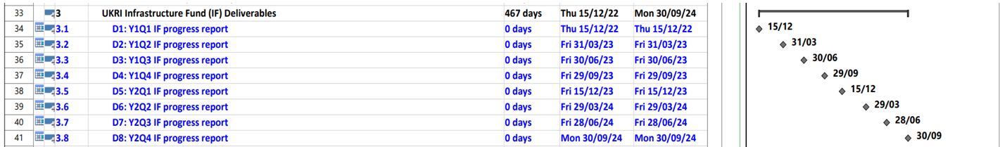 33 3 UKRI Infrastructure Fund (IF) Deliverables 467 days Thu 15/12/22 Mon 30/09/24
34 3.1 D1: Y1Q1 IF progress report 0 days Thu 15/12/22 Thu 15/12/22 15/12
35 3.2 D2: Y1Q2 IF progress report 0 days Fri 31/03/23 Fri 31/03/23 31/03
36 3.3 D3: Y1Q3 IF progress report 0 days Fri 30/06/23 Fri 30/06/23 30/06
37 3.4 D4: Y1Q4 IF progress report 0 days Fri 29/09/23 Fri 29/09/23 29/09
38 3.5 D5: Y2Q1 IF progress report 0 days Fri 15/12/23 Fri 15/12/23 15/12
39 3.6 D6: Y2Q2 IF progress report 0 days Fri 29/03/24 Fri 29/03/24 29/03
40 3.7 D7: Y2Q3 IF progress report 0 days Fri 28/06/24 Fri 28/06/24 28/06
41 3.8 D8: Y2Q4 IF progress report 0 days Mon 30/09/24 Mon 30/09/24 30/09